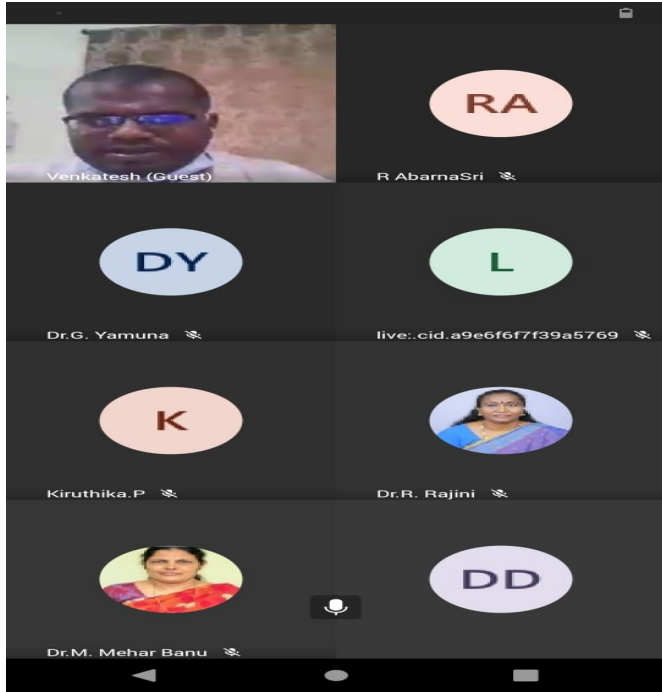 RA
Venkatesh (Guest)
R AbarnaSri
DY
L
Dr.G. Yamuna
live:.cid.a9e6f6f7f39a5769
K
Kiruthika.P
Dr.R. Rajini
DD
Dr.M. Mehar Banu